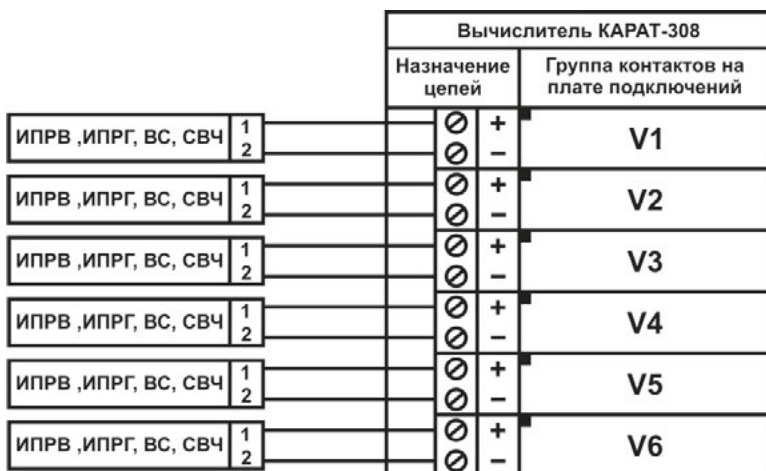 Вычислитель КАРАТ-308
Назначение цепей
Группа контактов на плате подключений
ИПРВ ,ИПРГ, ВС, СВЧ 1 2 + − V1
ИПРВ ,ИПРГ, ВС, СВЧ 1 2 + − V2
ИПРВ ,ИПРГ, ВС, СВЧ 1 2 + − V3
ИПРВ ,ИПРГ, ВС, СВЧ 1 2 + − V4
ИПРВ ,ИПРГ, ВС, СВЧ 1 2 + − V5
ИПРВ ,ИПРГ, ВС, СВЧ 1 2 + − V6